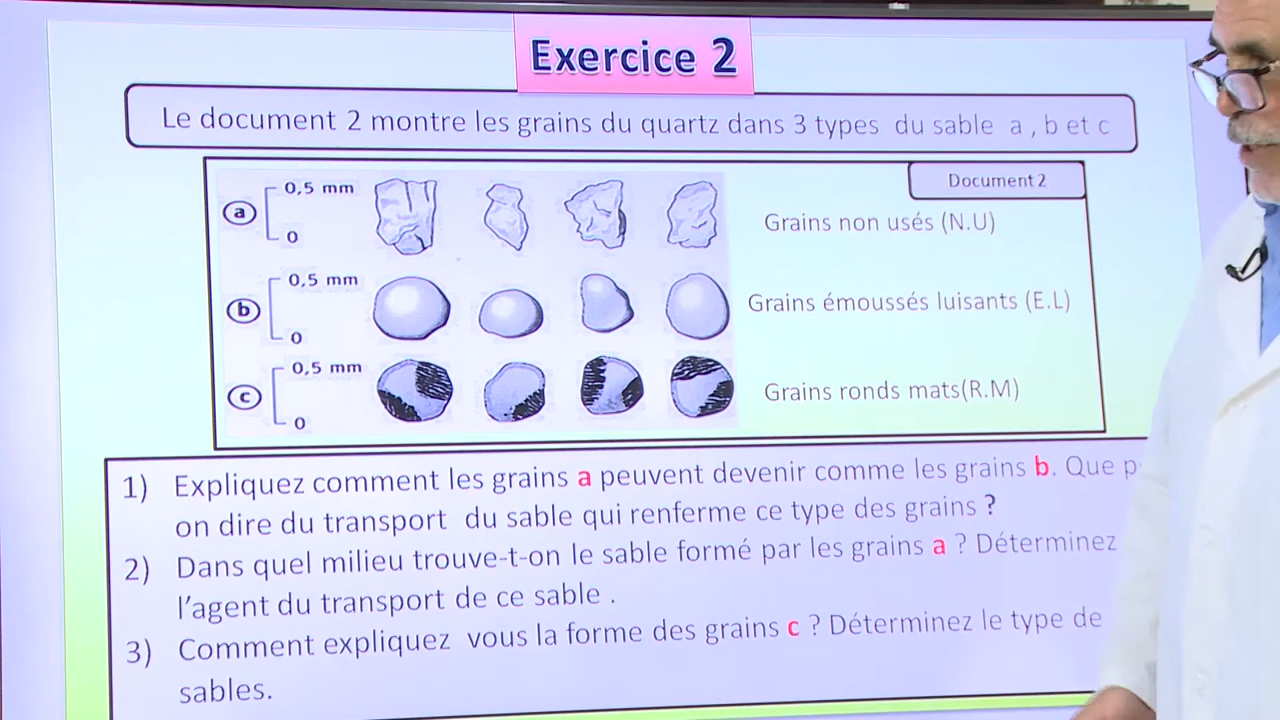 Exercice 2
Le document 2 montre les grains du quartz dans 3 types du sable a , b et c
Document 2
a 0,5 mm
0
Grains non usés (N.U)
b 0,5 mm
0
Grains émoussés luisants (E.L)
c 0,5 mm
0
Grains ronds mats(R.M)
1) Expliquez comment les grains a peuvent devenir comme les grains b. Que
on dire du transport du sable qui renferme ce type des grains ?
2) Dans quel milieu trouve-t-on le sable formé par les grains a ? Déterminez
l'agent du transport de ce sable .
3) Comment expliquez vous la forme des grains c ? Déterminez le type de
sables.